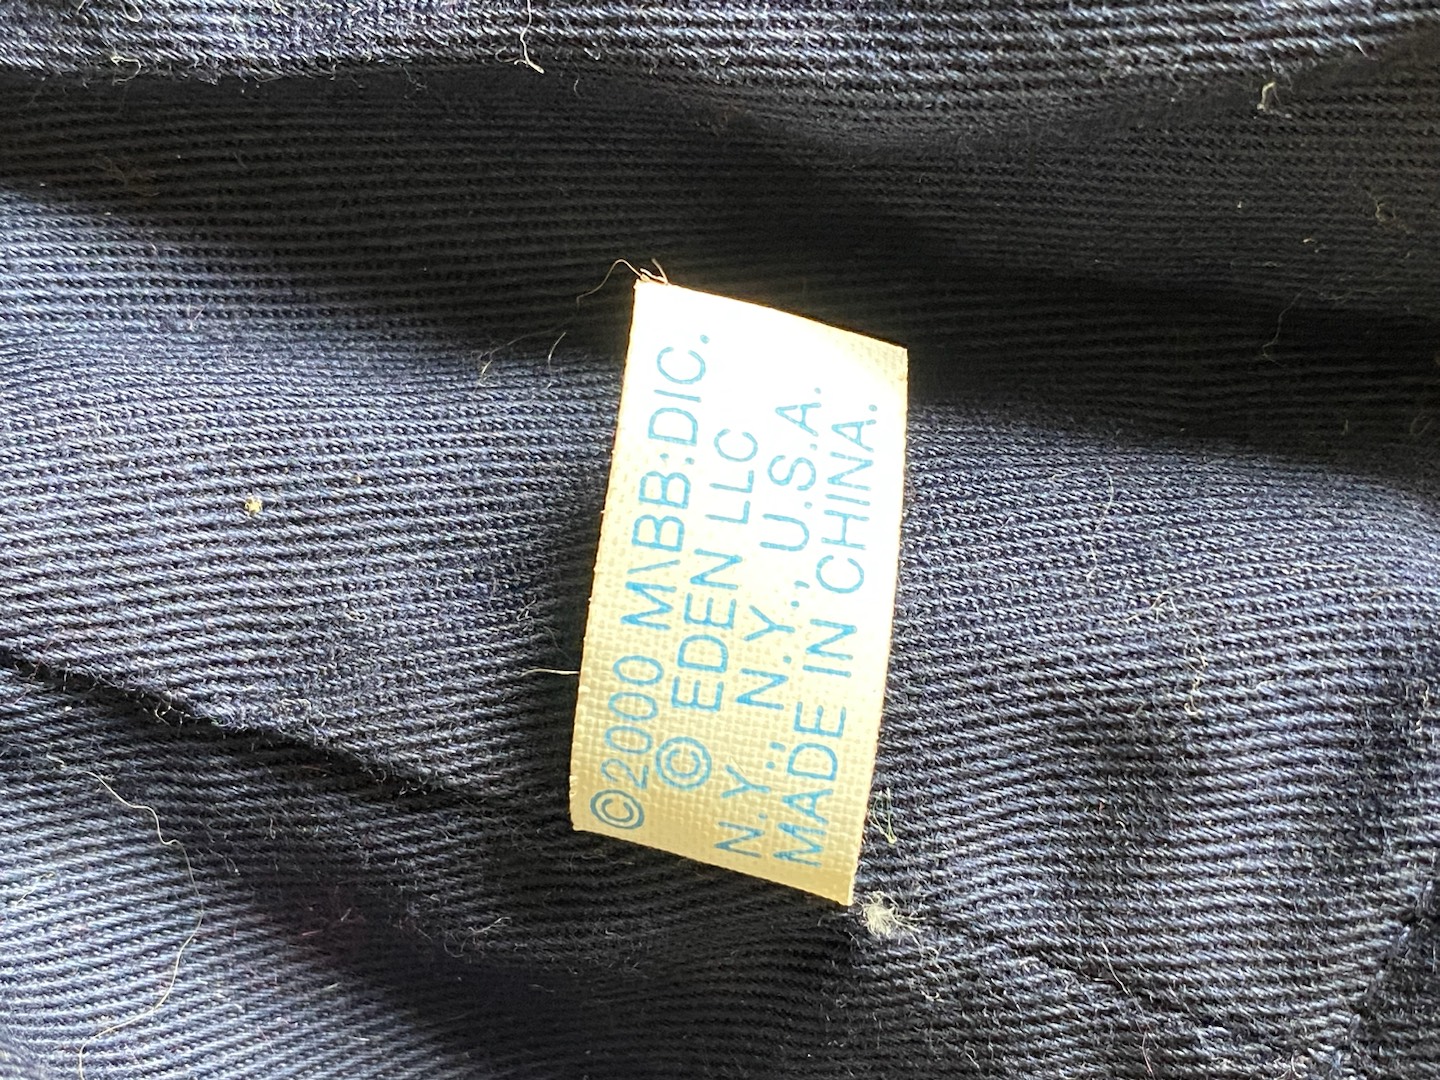 ©2000 M\BB:DIC.
© EDEN LLC
N.Y.; N.Y., U.S.A.
MADE IN CHINA.